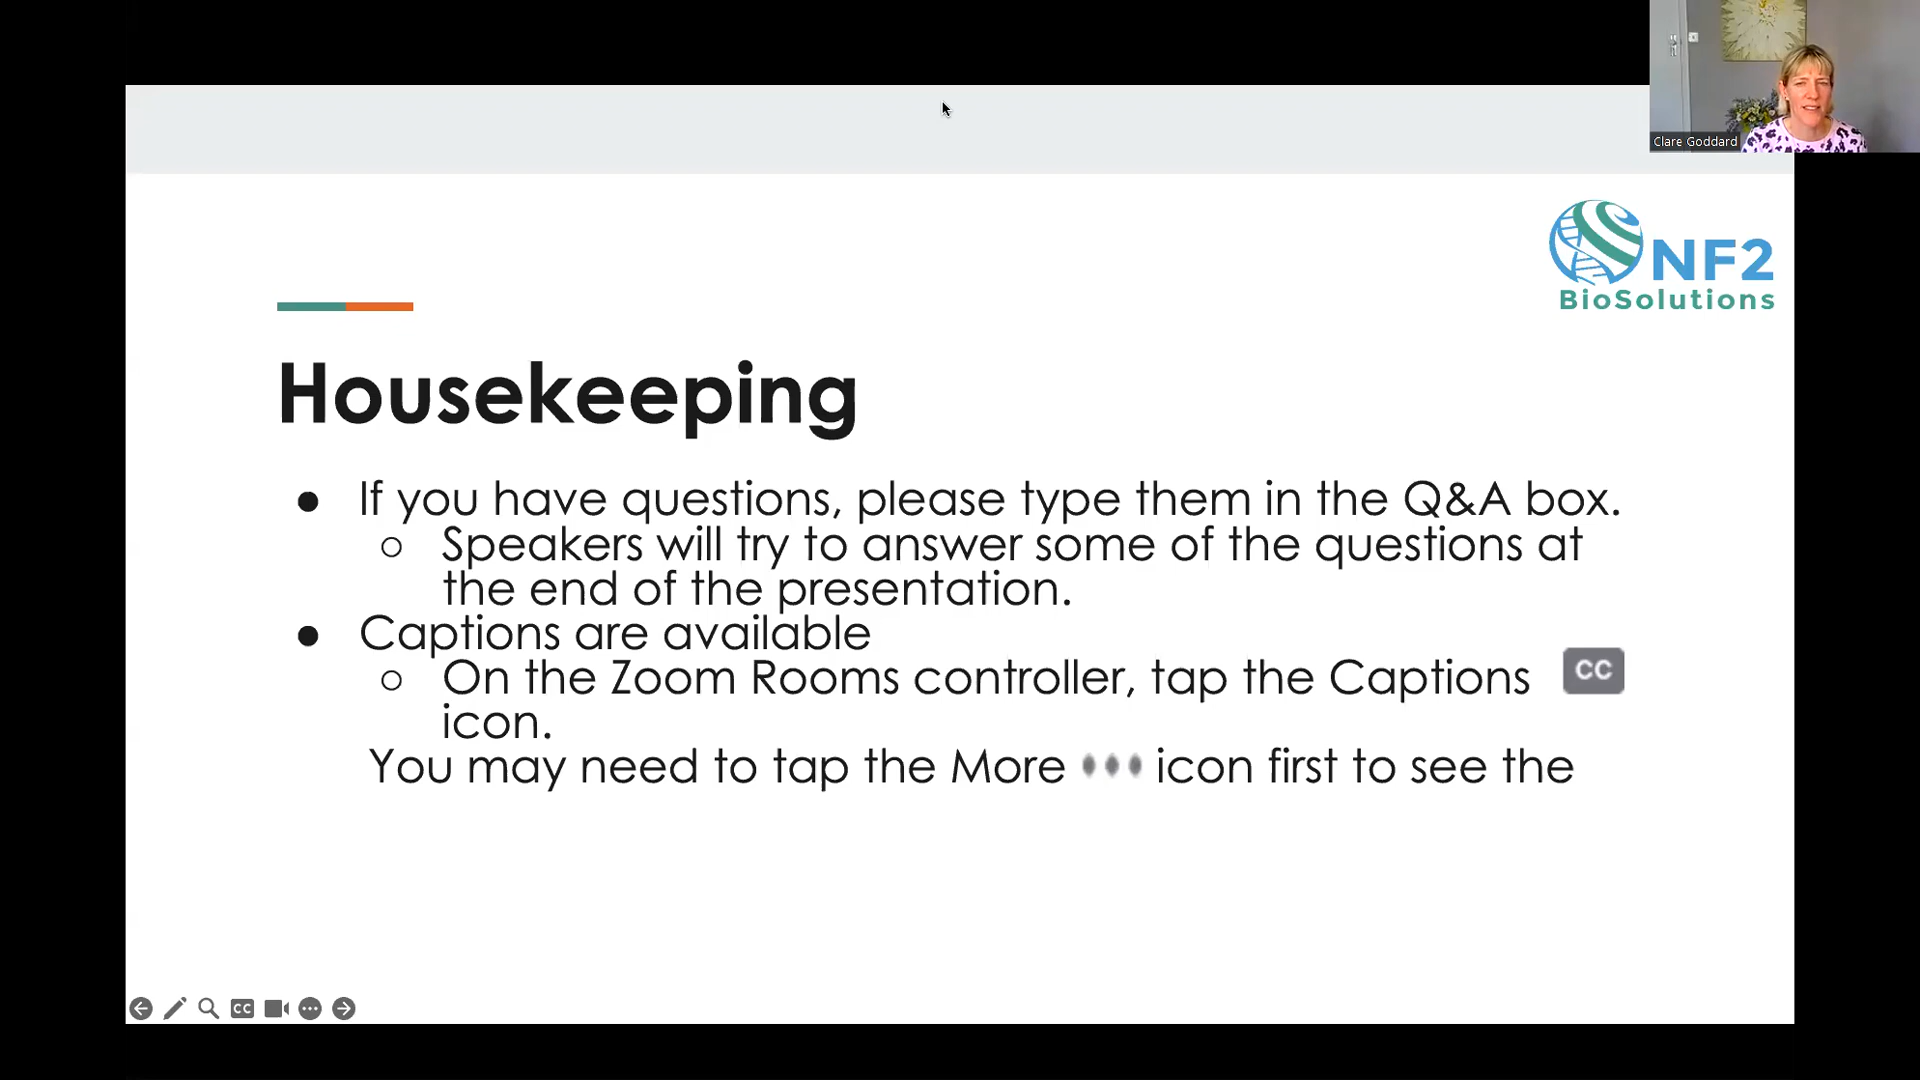 Clare Goddard
NF2
BioSolutions
Housekeeping
● If you have questions, please type them in the Q&A box.
○ Speakers will try to answer some of the questions at
the end of the presentation.
● Captions are available
○ On the Zoom Rooms controller, tap the Captions CC
icon.
You may need to tap the More ••• icon first to see the
CC